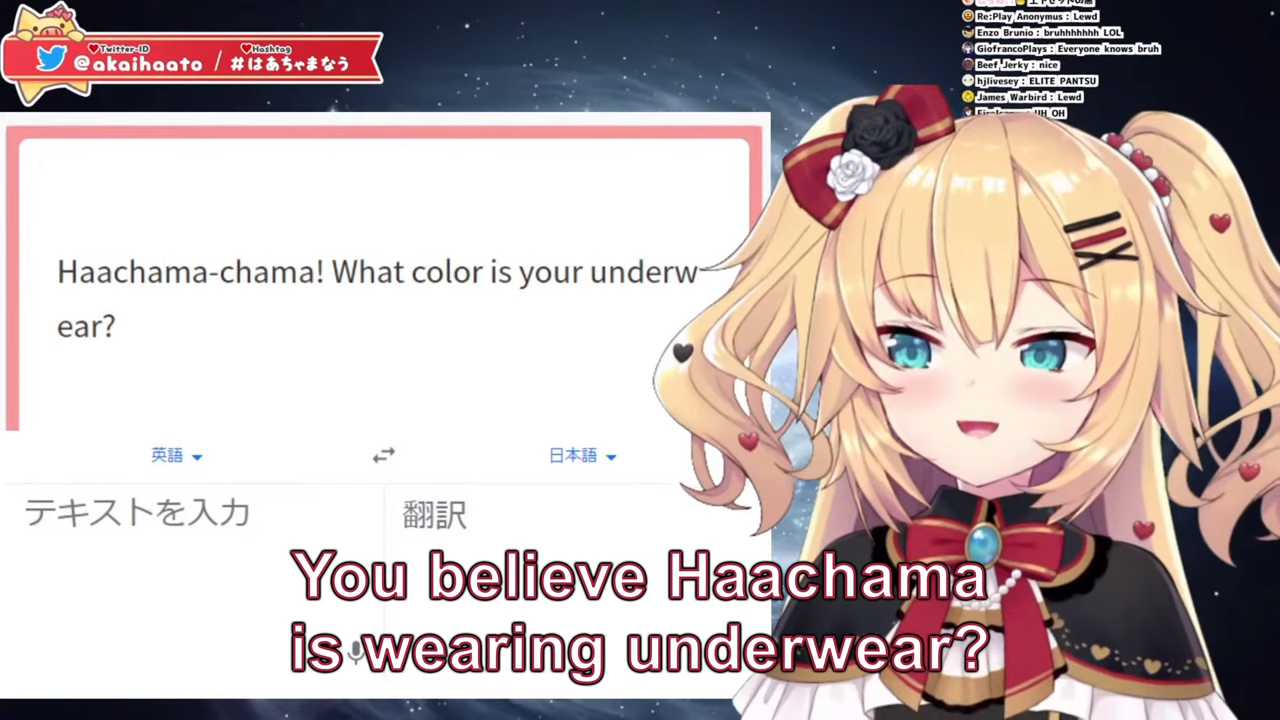 Twitter-ID
Hashtag
@akaihaato / #はあちゃまなう
Re:Play Anonymus : Lewd
Enzo Brunio : bruhhhhhhh LOL
GiofrancoPlays : Everyone knows bruh
Beef Jerky : nice
hjlivesey : ELITE PANTSU
James Warbird : Lewd
UH OH
Haachama-chama! What color is your underw
ear?
英語
日本語
テキストを入力
翻訳
You believe Haachama
is wearing underwear?